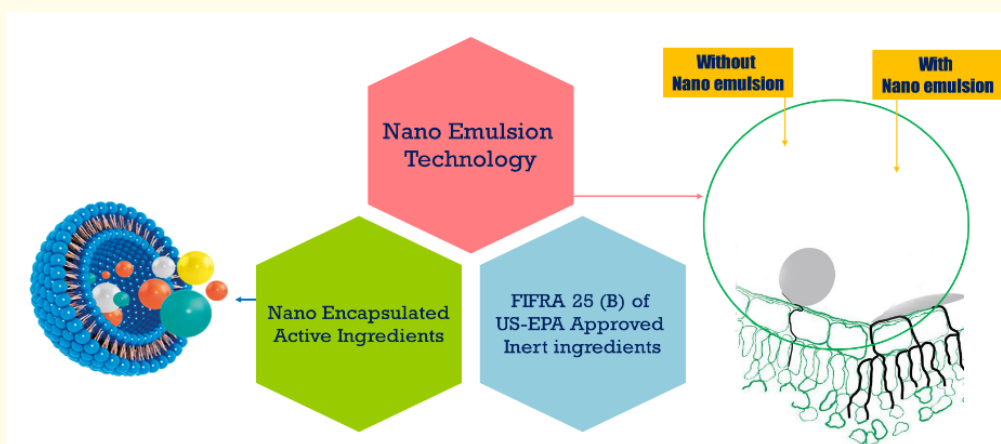 Without
Nano emulsion
With
Nano emulsion
Nano Emulsion
Technology
Nano Encapsulated
Active Ingredients
FIFRA 25 (B) of
US-EPA Approved
Inert ingredients